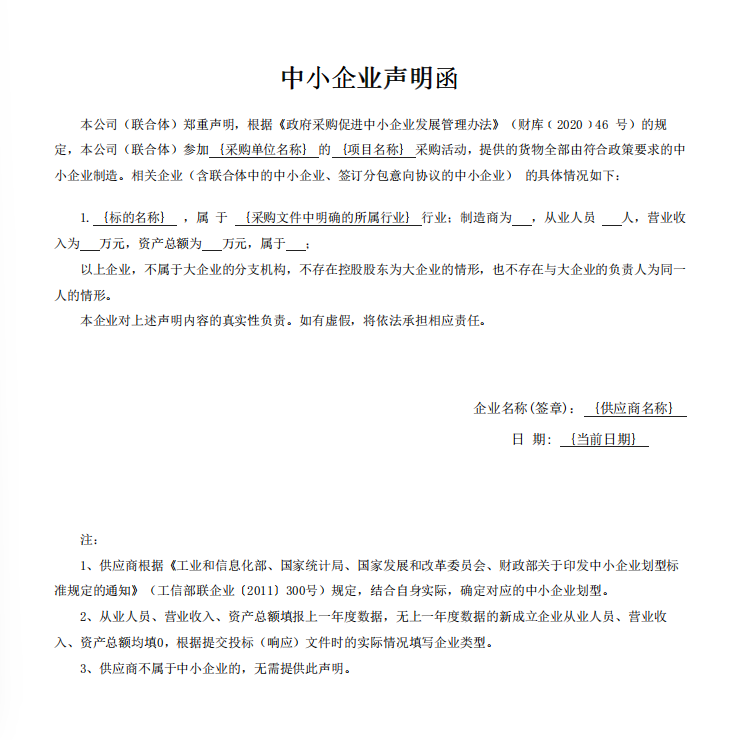 中小企业声明函
本公司（联合体）郑重声明，根据《政府采购促进中小企业发展管理办法》（财库﹝2020﹞46 号）的规
定，本公司（联合体）参加 {采购单位名称} 的 {项目名称} 采购活动，提供的货物全部由符合政策要求的中
小企业制造。相关企业（含联合体中的中小企业、签订分包意向协议的中小企业） 的具体情况如下：
1. {标的名称} ，属 于 {采购文件中明确的所属行业} 行业；制造商为___，从业人员 ___人，营业收
入为___万元，资产总额为___万元，属于___；
以上企业，不属于大企业的分支机构，不存在控股股东为大企业的情形，也不存在与大企业的负责人为同一
人的情形。
本企业对上述声明内容的真实性负责。如有虚假，将依法承担相应责任。
企业名称(签章)： {供应商名称}
日 期： {当前日期}
注：
1、供应商根据《工业和信息化部、国家统计局、国家发展和改革委员会、财政部关于印发中小企业划型标
准规定的通知》（工信部联企业〔2011〕300号）规定，结合自身实际，确定对应的中小企业划型。
2、从业人员、营业收入、资产总额填报上一年度数据，无上一年度数据的新成立企业从业人员、营业收
入、资产总额均填0，根据提交投标（响应）文件时的实际情况填写企业类型。
3、供应商不属于中小企业的，无需提供此声明。